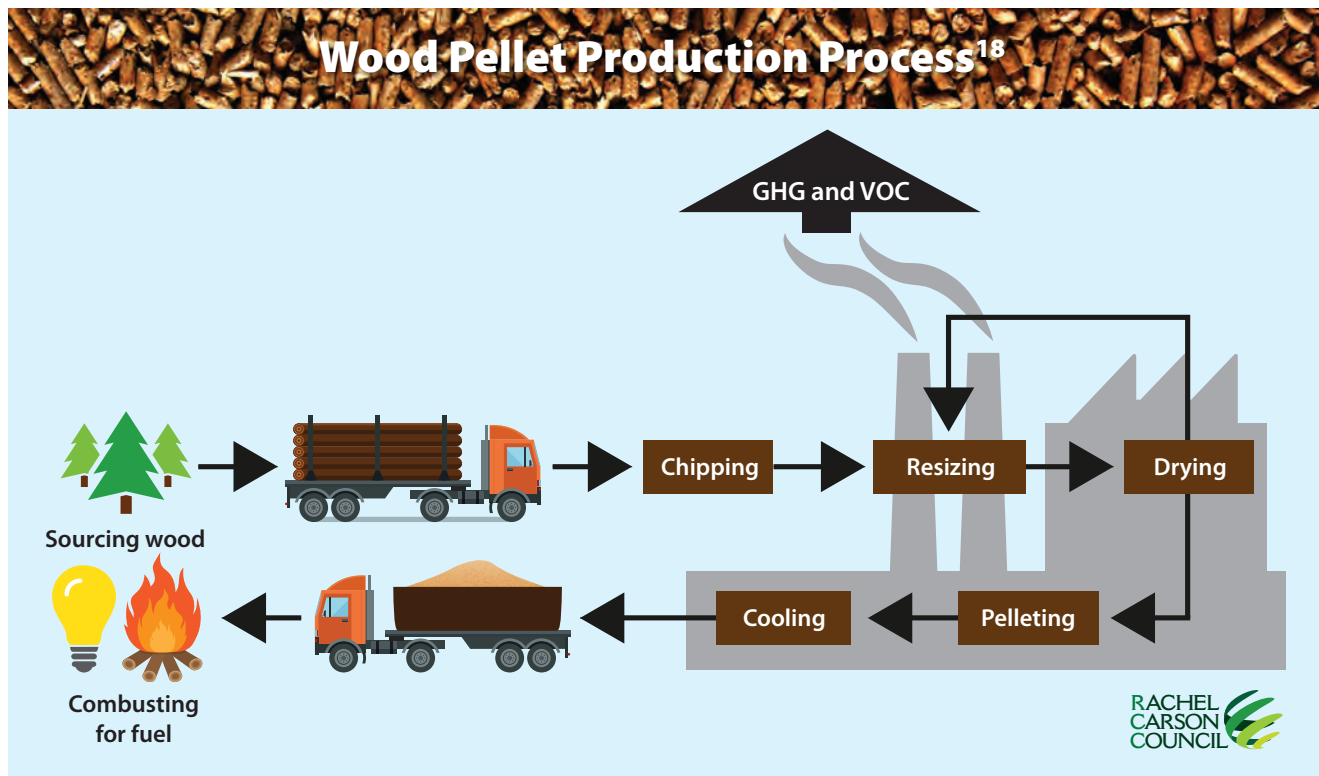 Wood Pellet Production Process18
GHG and VOC
Sourcing wood
Chipping
Resizing
Drying
Pelleting
Cooling
Combusting
for fuel
RACHEL
CARSON
COUNCIL